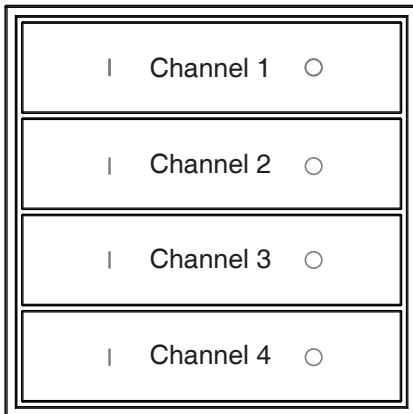 | Channel 1 ○
| Channel 2 ○
| Channel 3 ○
| Channel 4 ○